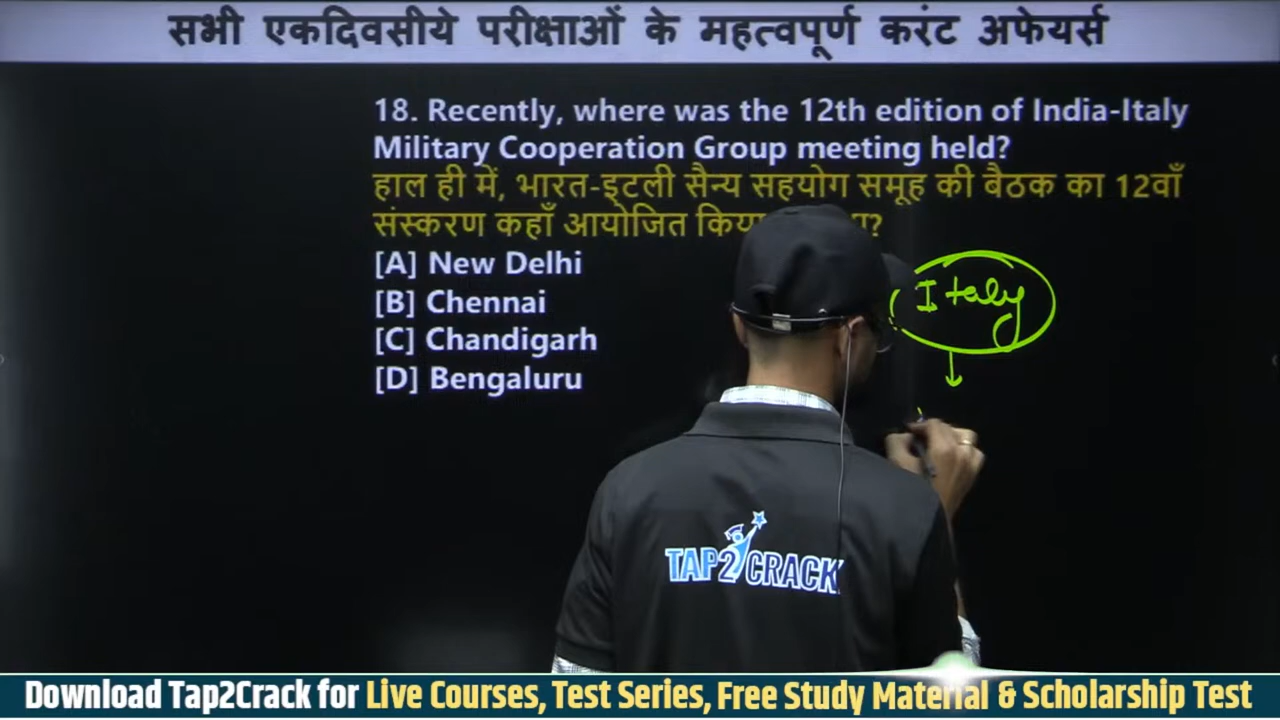 सभी एकदिवसीये परीक्षाओं के महत्वपूर्ण करंट अफेयर्स
18. Recently, where was the 12th edition of India-Italy
Military Cooperation Group meeting held?
हाल ही में, भारत-इटली सैन्य सहयोग समूह की बैठक का 12वाँ
संस्करण कहाँ आयोजित
[A] New Delhi
[B] Chennai
[C] Chandigarh
[D] Bengaluru
Italy
TAP2CRACK
Download Tap2Crack for Live Courses, Test Series, Free Study Material & Scholarship Test